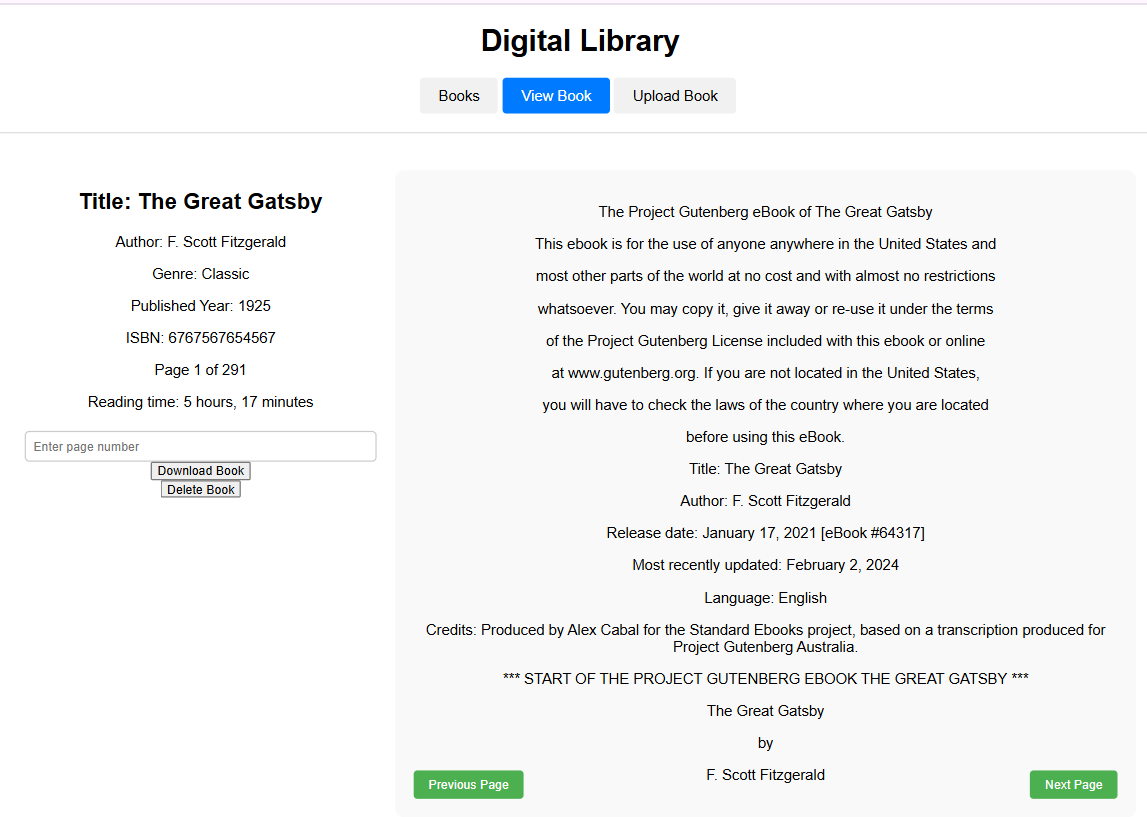 Digital Library
Books
View Book
Upload Book
Title: The Great Gatsby
Author: F. Scott Fitzgerald
Genre: Classic
Published Year: 1925
ISBN: 6767567654567
Page 1 of 291
Reading time: 5 hours, 17 minutes
Enter page number
Download Book
Delete Book
The Project Gutenberg eBook of The Great Gatsby
This ebook is for the use of anyone anywhere in the United States and
most other parts of the world at no cost and with almost no restrictions
whatsoever. You may copy it, give it away or re-use it under the terms
of the Project Gutenberg License included with this ebook or online
at www.gutenberg.org. If you are not located in the United States,
you will have to check the laws of the country where you are located
before using this eBook.
Title: The Great Gatsby
Author: F. Scott Fitzgerald
Release date: January 17, 2021 [eBook #64317]
Most recently updated: February 2, 2024
Language: English
Credits: Produced by Alex Cabal for the Standard Ebooks project, based on a transcription produced for
Project Gutenberg Australia.
*** START OF THE PROJECT GUTENBERG EBOOK THE GREAT GATSBY ***
The Great Gatsby
by
F. Scott Fitzgerald
Previous Page
Next Page